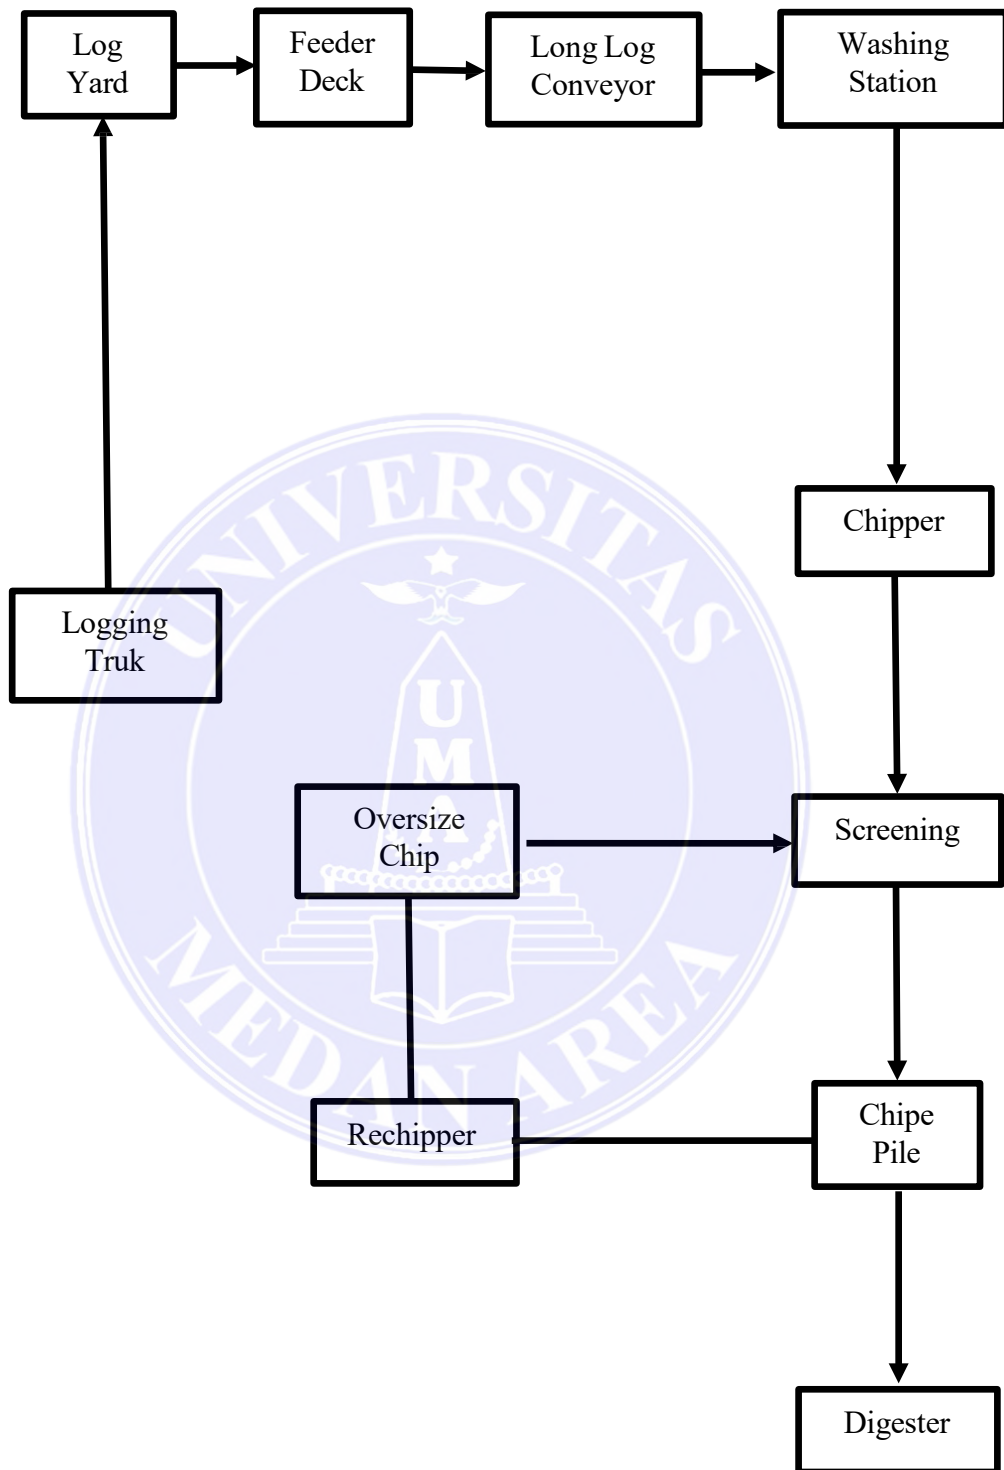 Log
Yard
Feeder
Deck
Long Log
Conveyor
Washing
Station
Chipper
Logging
Truk
Oversize
Chip
Screening
Rechipper
Chipe
Pile
Digester
UNIVERSITAS
MEDAN AREA
U
M
A